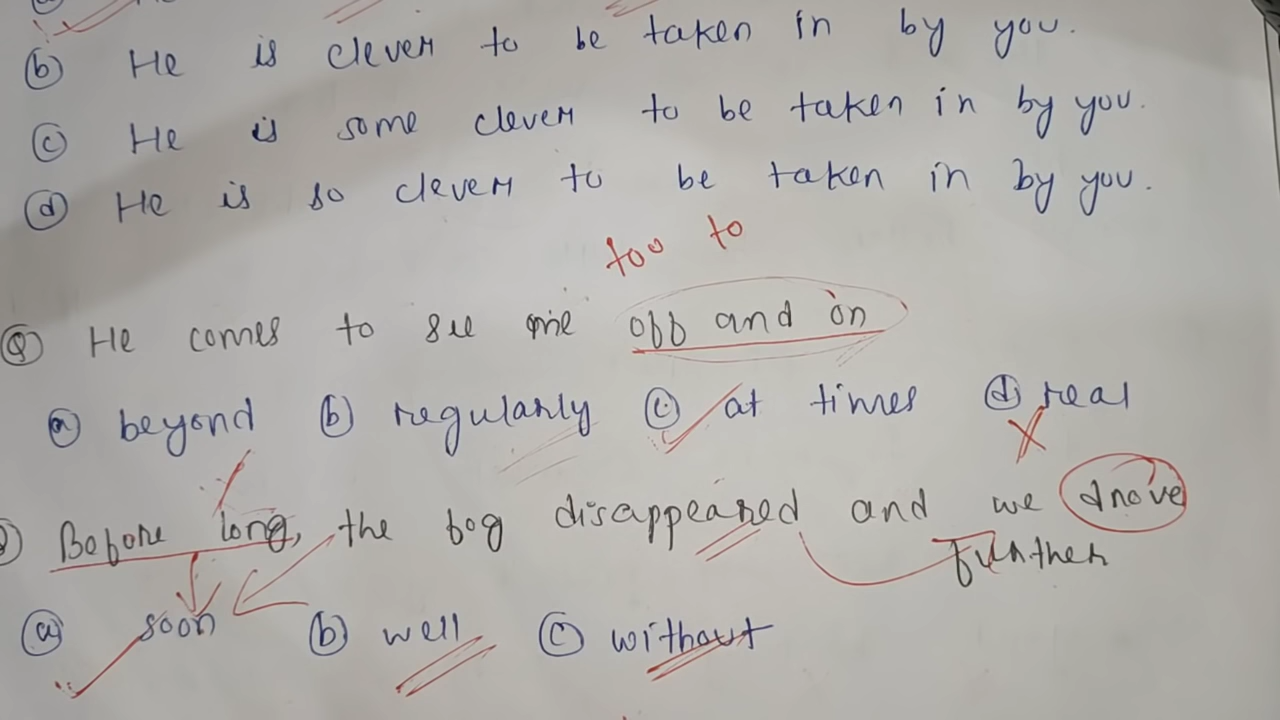 (b) He is clever to be taken in by you.
(c) He is some clever to be taken in by you.
(d) He is so clever to be taken in by you.
too to
(Q) He comes to see me off and on
(a) beyond (b) regularly (c) at times (d) real
Before long, the fog disappeared and we drove
further
(a) soon (b) well (c) without